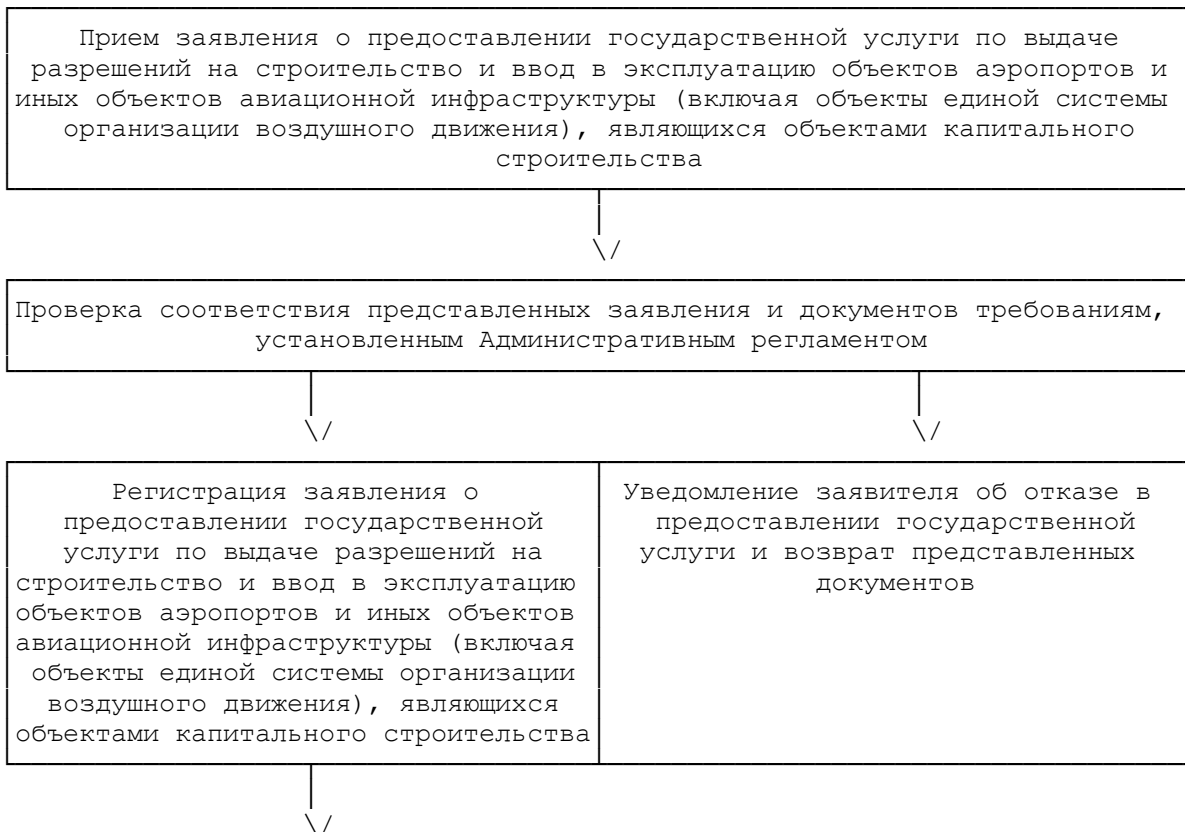 Прием заявления о предоставлении государственной услуги по выдаче
разрешений на строительство и ввод в эксплуатацию объектов аэропортов и
иных объектов авиационной инфраструктуры (включая объекты единой системы
организации воздушного движения), являющихся объектами капитального
строительства
Проверка соответствия представленных заявления и документов требованиям,
установленным Административным регламентом
Регистрация заявления о
предоставлении государственной
услуги по выдаче разрешений на
строительство и ввод в эксплуатацию
объектов аэропортов и иных объектов
авиационной инфраструктуры (включая
объекты единой системы организации
воздушного движения), являющихся
объектами капитального строительства
Уведомление заявителя об отказе в
предоставлении государственной
услуги и возврат представленных
документов